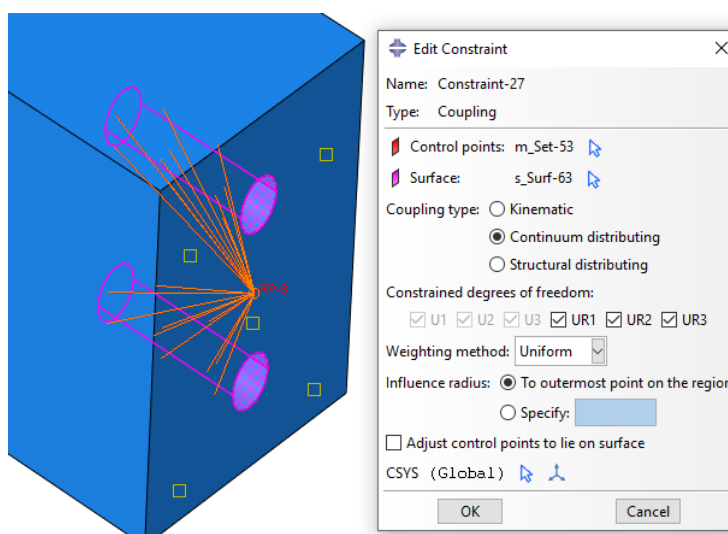 Edit Constraint
Name: Constraint-27
Type: Coupling
Control points: m_Set-53
Surface: s_Surf-63
Coupling type: Kinematic
Continuum distributing
Structural distributing
Constrained degrees of freedom:
U1 U2 U3 UR1 UR2 UR3
Weighting method: Uniform
Influence radius: To outermost point on the region
Specify:
Adjust control points to lie on surface
CSYS (Global)
OK Cancel